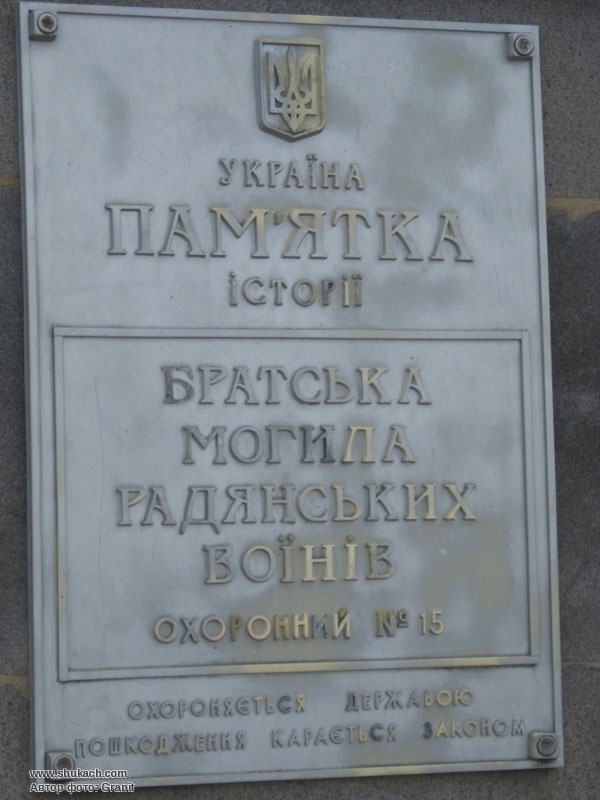 УКРАЇНА
ПАМ'ЯТКА
ІСТОРІЇ
БРАТСЬКА
МОГИЛА
РАДЯНСЬКИХ
ВОЇНІВ
ОХОРОННИЙ № 15
ОХОРОНЯЄТЬСЯ ДЕРЖАВОЮ
ПОШКОДЖЕННЯ КАРАЄТЬСЯ ЗАКОНОМ
www.shukach.com
Автор фото: Granit